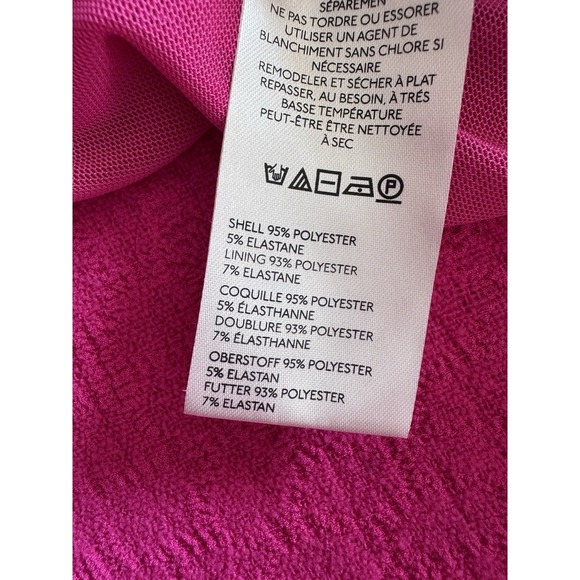 SÉPAREMEN
NE PAS TORDRE OU ESSORER
UTILISER UN AGENT DE
BLANCHIMENT SANS CHLORE SI
NÉCESSAIRE
REMODELER ET SÉCHER À PLAT
REPASSER, AU BESOIN, À TRÉS
BASSE TEMPÉRATURE
PEUT-ÊTRE ÊTRE NETTOYÉE
À SEC
P
SHELL 95% POLYESTER
5% ELASTANE
LINING 93% POLYESTER
7% ELASTANE
COQUILLE 95% POLYESTER
5% ÉLASTHANNE
DOUBLURE 93% POLYESTER
7% ÉLASTHANNE
OBERSTOFF 95% POLYESTER
5% ELASTAN
FUTTER 93% POLYESTER
7% ELASTAN